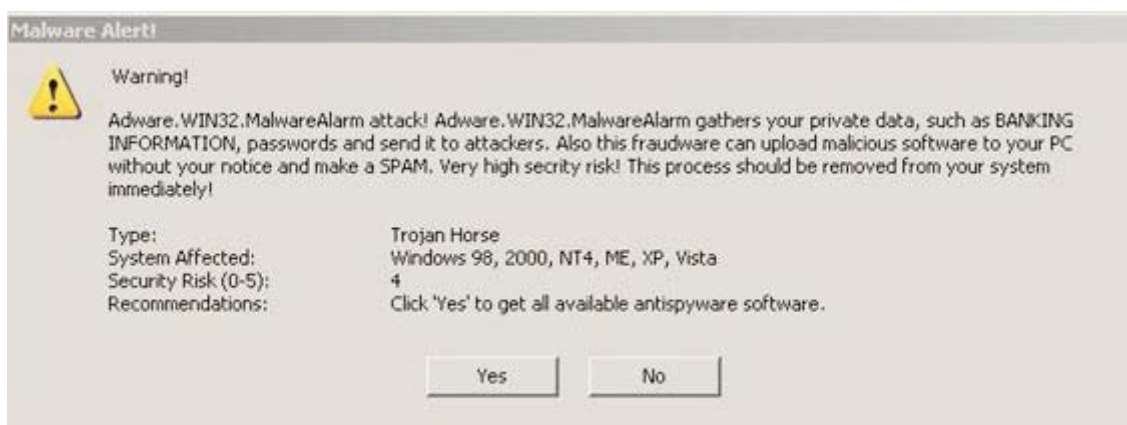 Malware Alert!
Warning!
Adware.WIN32.MalwareAlarm attack! Adware.WIN32.MalwareAlarm gathers your private data, such as BANKING
INFORMATION, passwords and send it to attackers. Also this fraudware can upload malicious software to your PC
without your notice and make a SPAM. Very high secrity risk! This process should be removed from your system
immediately!
Type: Trojan Horse
System Affected: Windows 98, 2000, NT4, ME, XP, Vista
Security Risk (0-5): 4
Recommendations: Click 'Yes' to get all available antispyware software.
Yes No